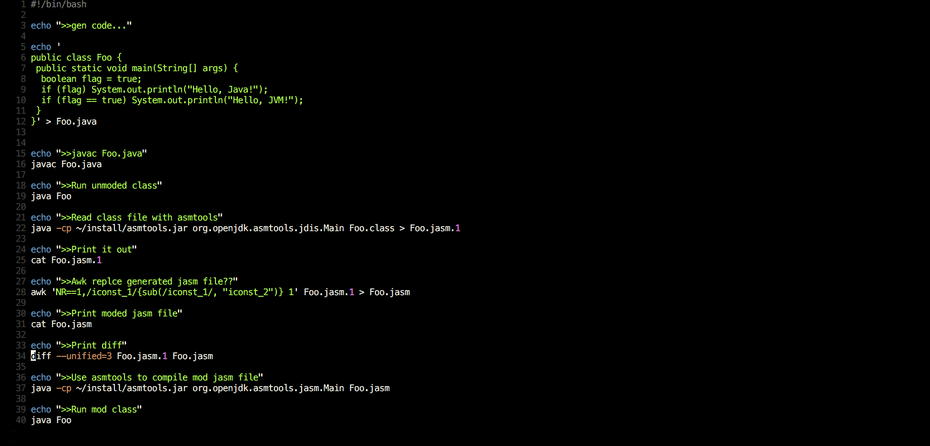 1 #!/bin/bash
2
3 echo ">>gen code..."
4
5 echo '
6 public class Foo {
7  public static void main(String[] args) {
8   boolean flag = true;
9   if (flag) System.out.println("Hello, Java!");
10   if (flag == true) System.out.println("Hello, JVM!");
11  }
12 }' > Foo.java
13
14
15 echo ">>javac Foo.java"
16 javac Foo.java
17
18 echo ">>Run unmoded class"
19 java Foo
20
21 echo ">>Read class file with asmtools"
22 java -cp ~/install/asmtools.jar org.openjdk.asmtools.jdis.Main Foo.class > Foo.jasm.1
23
24 echo ">>Print it out"
25 cat Foo.jasm.1
26
27 echo ">>Awk replce generated jasm file??"
28 awk 'NR==1,/iconst_1/{sub(/iconst_1/, "iconst_2")} 1' Foo.jasm.1 > Foo.jasm
29
30 echo ">>Print moded jasm file"
31 cat Foo.jasm
32
33 echo ">>Print diff"
34 diff --unified=3 Foo.jasm.1 Foo.jasm
35
36 echo ">>Use asmtools to compile mod jasm file"
37 java -cp ~/install/asmtools.jar org.openjdk.asmtools.jasm.Main Foo.jasm
38
39 echo ">>Run mod class"
40 java Foo